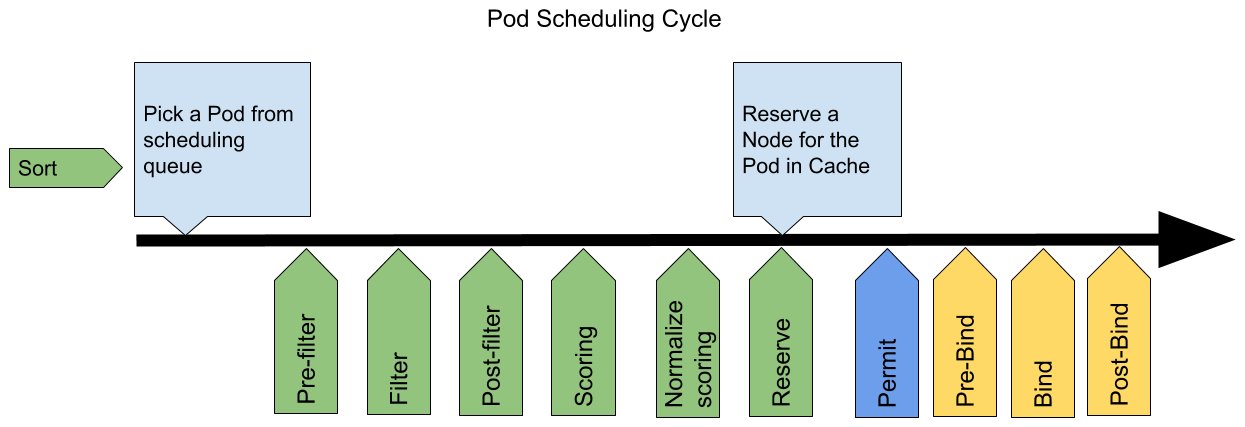 Pod Scheduling Cycle
Pick a Pod from
scheduling
queue
Reserve a
Node for the
Pod in Cache
Sort
Pre-filter
Filter
Post-filter
Scoring
Normalize
scoring
Reserve
Permit
Pre-Bind
Bind
Post-Bind